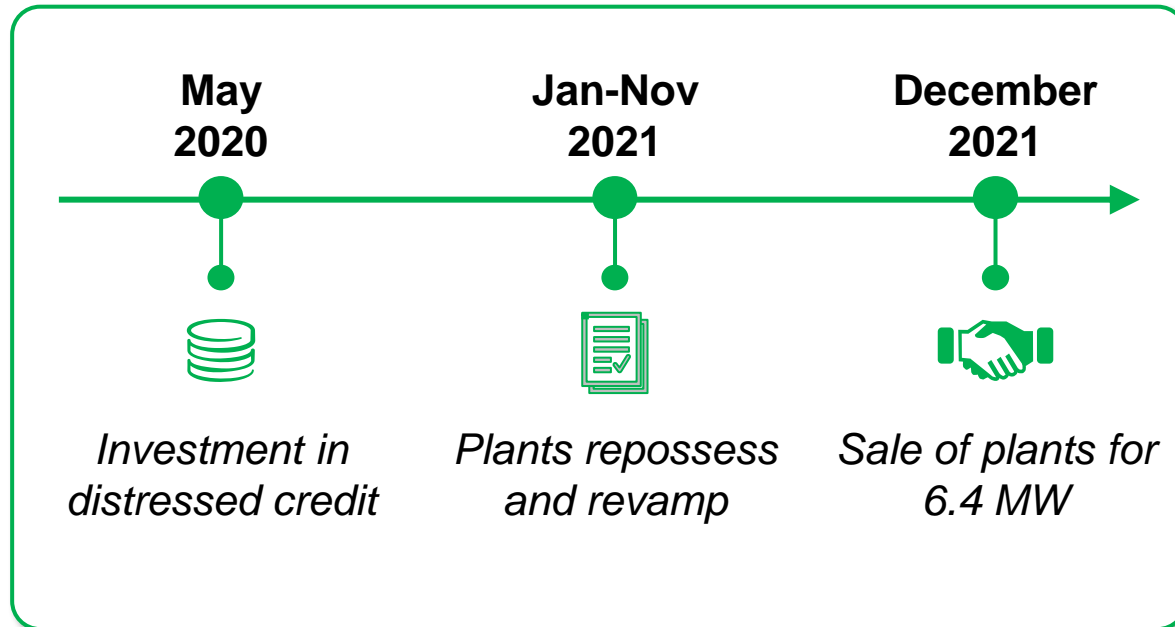 May
2020
Jan-Nov
2021
December
2021
Investment in
distressed credit
Plants repossess
and revamp
Sale of plants for
6.4 MW